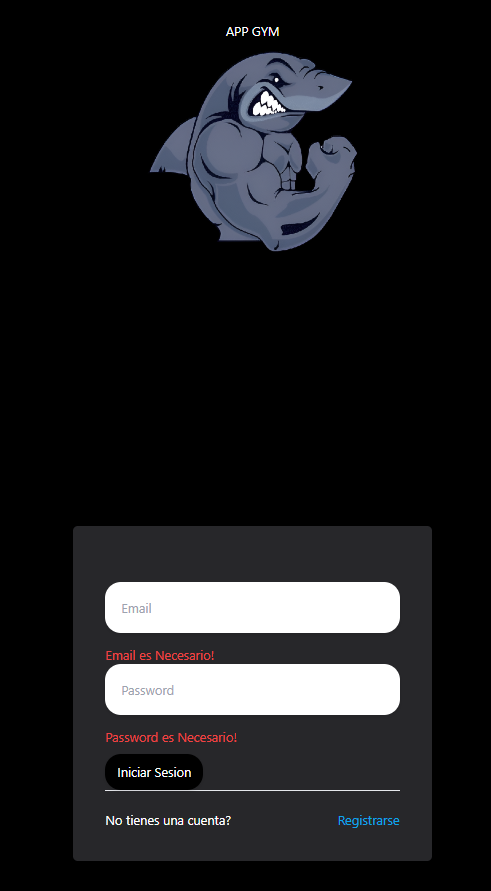 APP GYM
Email
Email es Necesario!
Password
Password es Necesario!
Iniciar Sesion
No tienes una cuenta? Registrarse